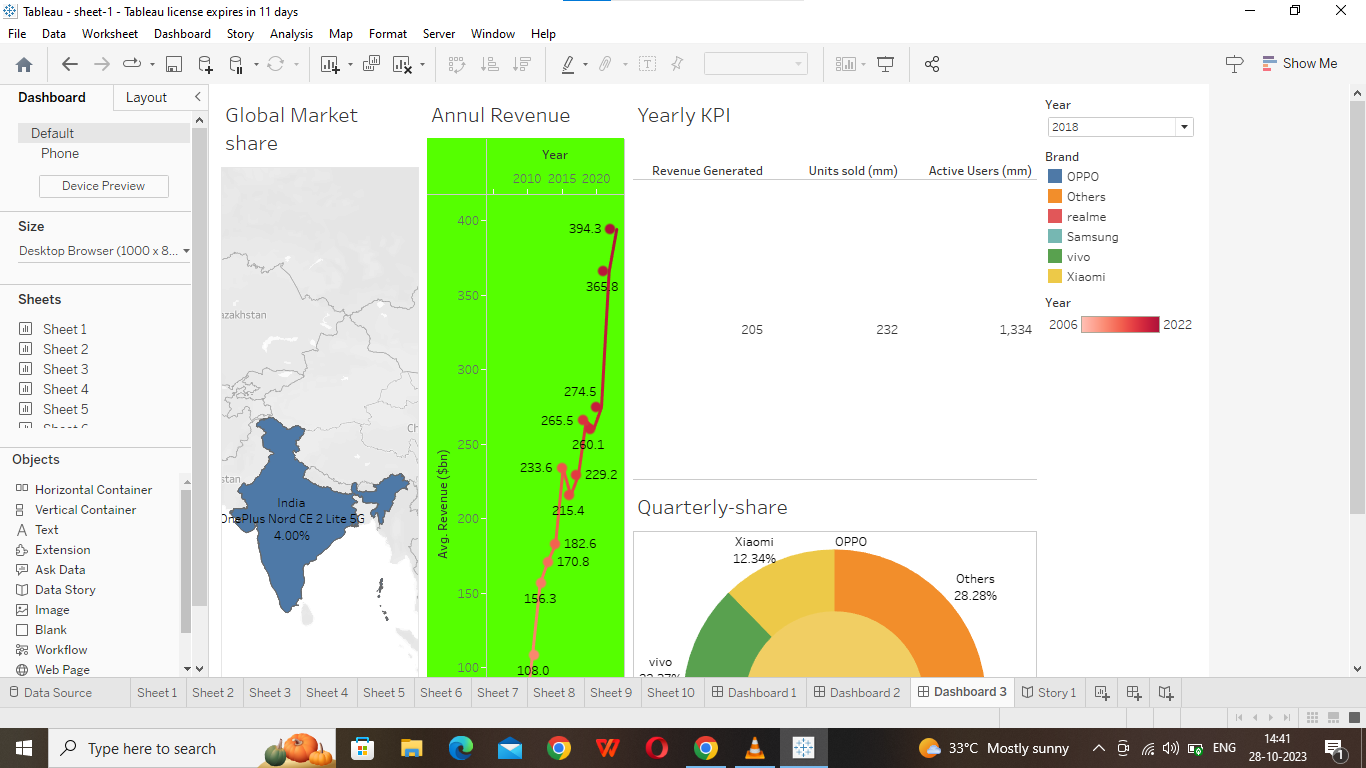 Tableau - sheet-1 - Tableau license expires in 11 days
File Data Worksheet Dashboard Story Analysis Map Format Server Window Help
Show Me
Dashboard Layout
Default
Phone
Device Preview
Size
Desktop Browser (1000 x 8...
Sheets
Sheet 1
Sheet 2
Sheet 3
Sheet 4
Sheet 5
Objects
Horizontal Container
Vertical Container
Text
Extension
Ask Data
Data Story
Image
Blank
Workflow
Web Page
Global Market
share
azakhstan
stan
Ch
India
OnePlus Nord CE 2 Lite 5G
4.00%
Annul Revenue
Year
2010 2015 2020
Avg. Revenue ($bn)
400
350
300
250
200
150
100
394.3
365.8
274.5
265.5
260.1
233.6
229.2
215.4
182.6
170.8
156.3
108.0
Yearly KPI
Revenue Generated Units sold (mm) Active Users (mm)
205 232 1,334
Quarterly-share
Xiaomi
12.34%
OPPO
Others
28.28%
vivo
Year
2018
Brand
OPPO
Others
realme
Samsung
vivo
Xiaomi
Year
2006 2022
Data Source Sheet 1 Sheet 2 Sheet 3 Sheet 4 Sheet 5 Sheet 6 Sheet 7 Sheet 8 Sheet 9 Sheet 10 Dashboard 1 Dashboard 2 Dashboard 3 Story 1
Type here to search
33°C Mostly sunny
ENG
14:41
28-10-2023
1